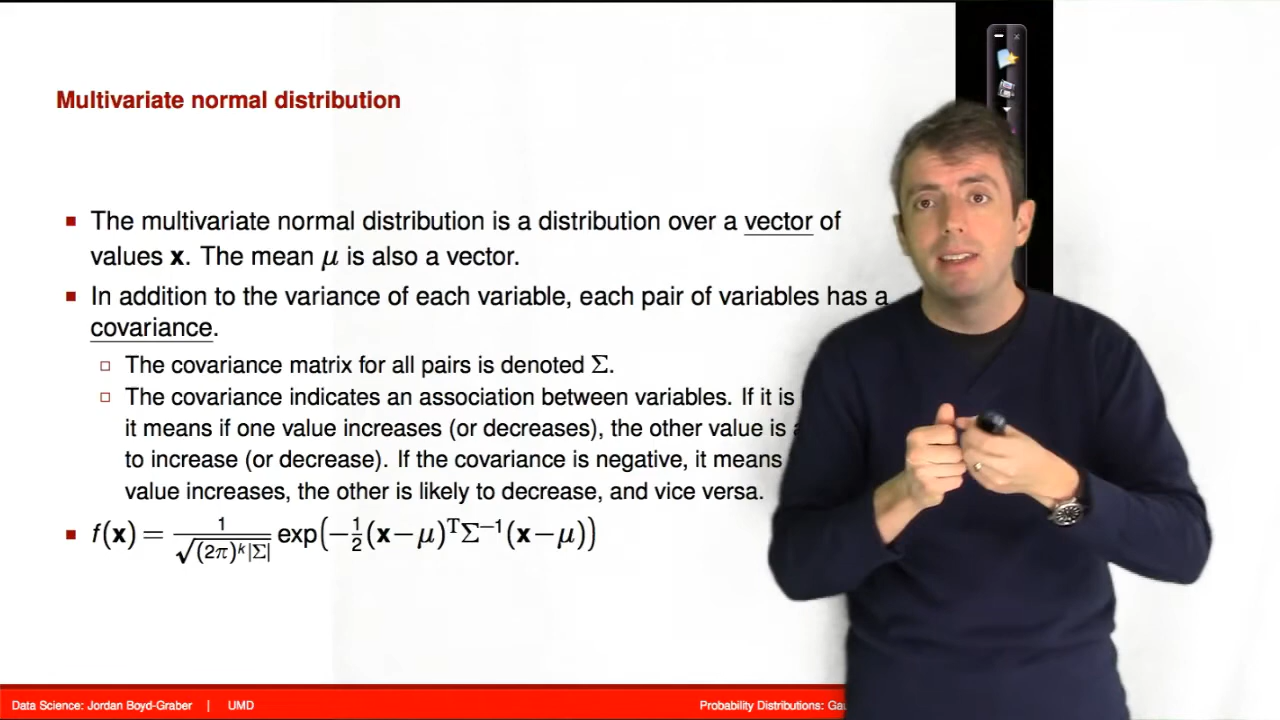 Multivariate normal distribution
The multivariate normal distribution is a distribution over a vector of
values x. The mean μ is also a vector.
In addition to the variance of each variable, each pair of variables has a
covariance.
The covariance matrix for all pairs is denoted Σ.
The covariance indicates an association between variables. If it is
it means if one value increases (or decreases), the other value is
to increase (or decrease). If the covariance is negative, it means
value increases, the other is likely to decrease, and vice versa.
f(x) = 1/√((2π)^k|Σ|) exp(−½(x−μ)ᵀΣ⁻¹(x−μ))
Data Science: Jordan Boyd-Graber | UMD Probability Distributions: